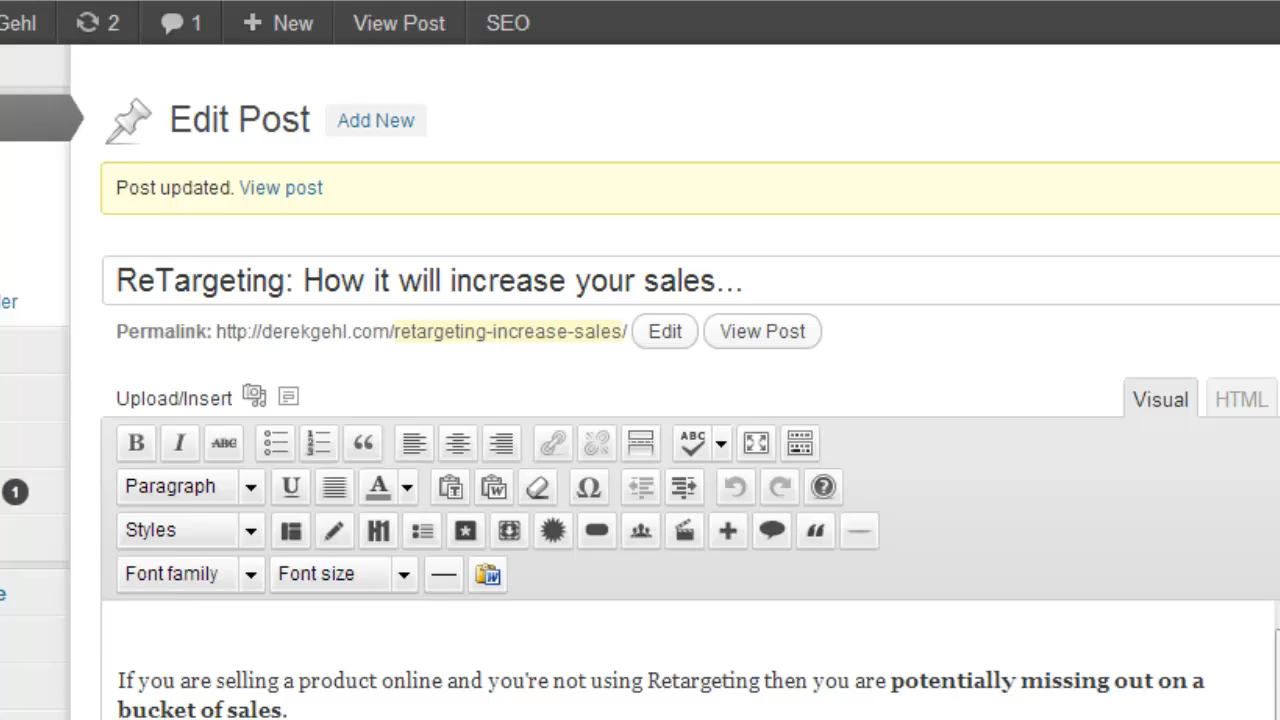 Gehl 2 1 New View Post SEO
Edit Post Add New
Post updated. View post
ReTargeting: How it will increase your sales...
ler
Permalink: http://derekgehl.com/retargeting-increase-sales/ Edit View Post
Upload/Insert Visual HTML
B I ABC ABC
1
Paragraph U A T W Ω ?
Styles H1
Font family Font size W
e
If you are selling a product online and you're not using Retargeting then you are potentially missing out on a
bucket of sales.